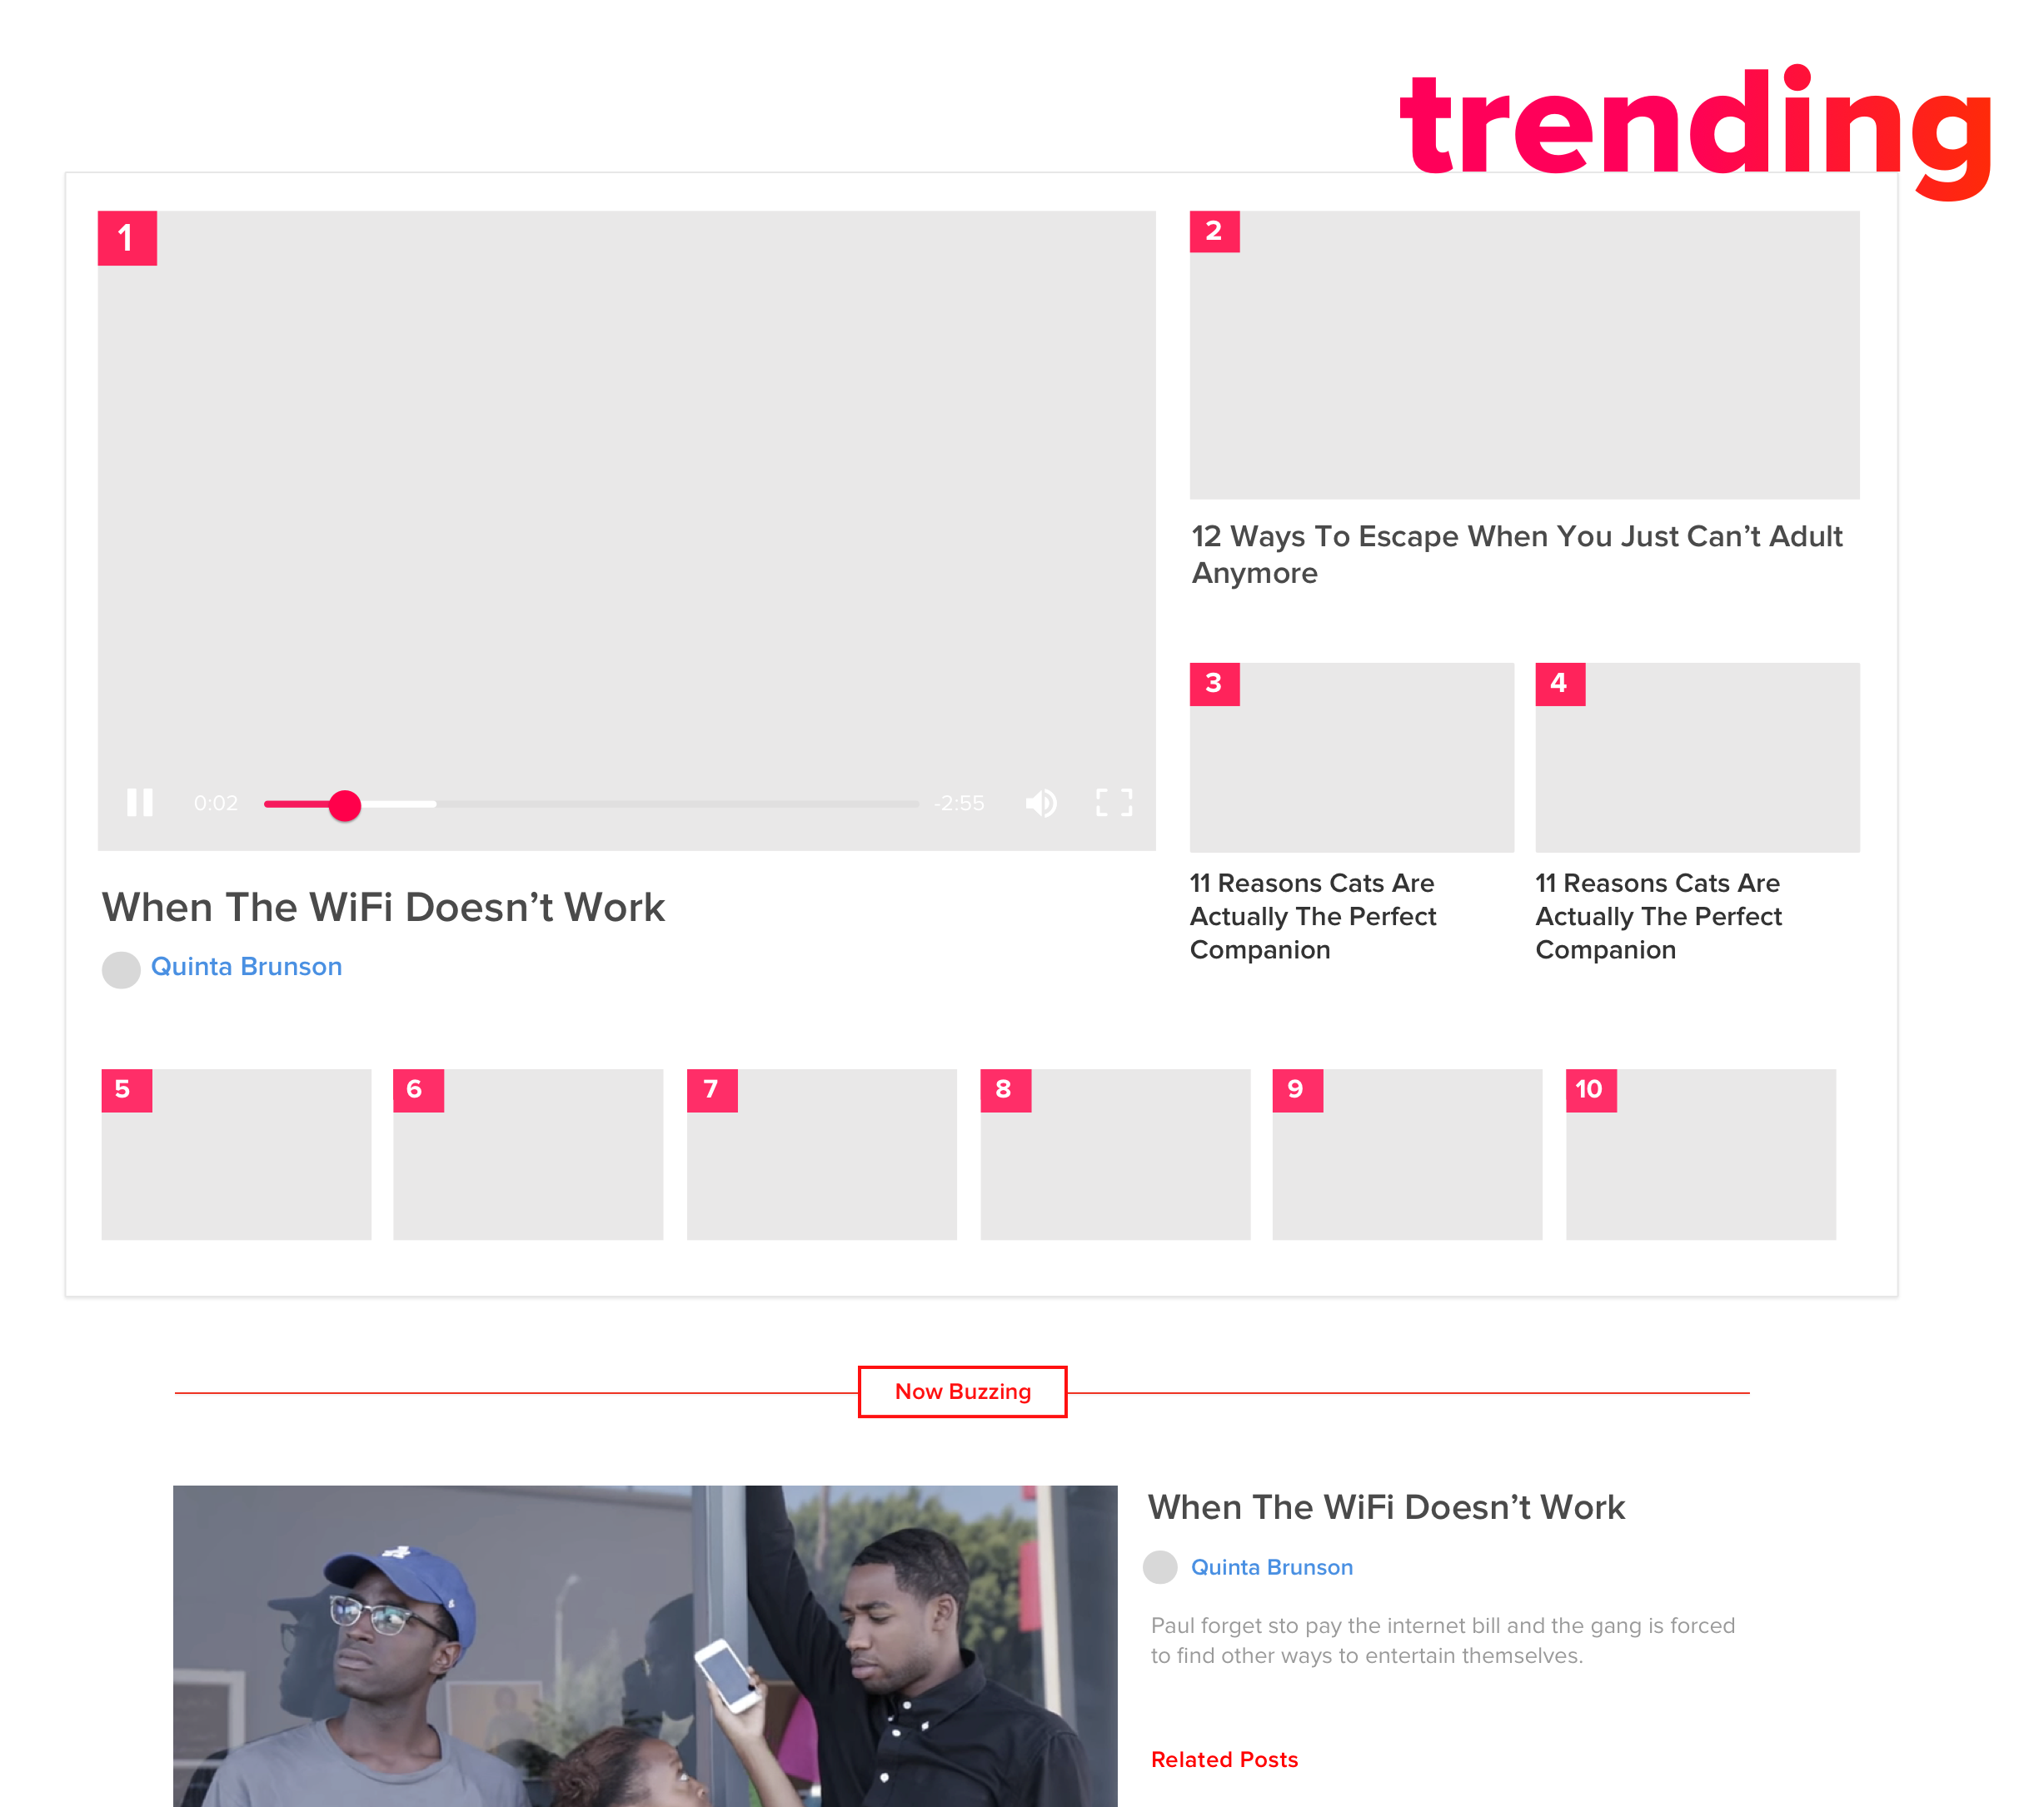 trending
1
2
12 Ways To Escape When You Just Can’t Adult
Anymore
3
4
0:02
-2:55
When The WiFi Doesn’t Work
Quinta Brunson
11 Reasons Cats Are
Actually The Perfect
Companion
11 Reasons Cats Are
Actually The Perfect
Companion
5
6
7
8
9
10
Now Buzzing
When The WiFi Doesn’t Work
Quinta Brunson
Paul forget sto pay the internet bill and the gang is forced
to find other ways to entertain themselves.
Related Posts